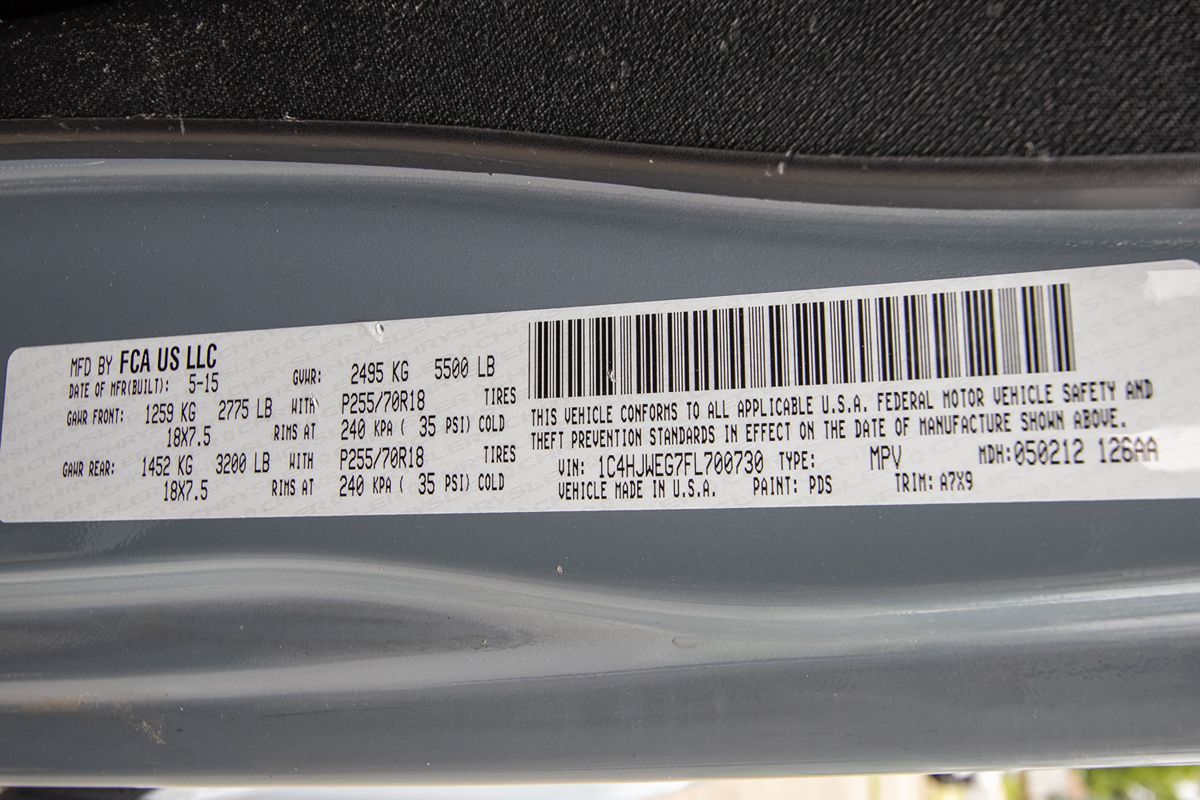 MFD BY FCA US LLC
DATE OF MFR(BUILT): 5-15 GVWR: 2495 KG 5500 LB
GAWR FRONT: 1259 KG 2775 LB WITH P255/70R18 TIRES
18X7.5 RIMS AT 240 KPA ( 35 PSI) COLD
GAWR REAR: 1452 KG 3200 LB WITH P255/70R18 TIRES
18X7.5 RIMS AT 240 KPA ( 35 PSI) COLD
THIS VEHICLE CONFORMS TO ALL APPLICABLE U.S.A. FEDERAL MOTOR VEHICLE SAFETY AND
THEFT PREVENTION STANDARDS IN EFFECT ON THE DATE OF MANUFACTURE SHOWN ABOVE.
VIN: 1C4HJWEG7FL700730 TYPE: MPV MDH: 050212 126AA
VEHICLE MADE IN U.S.A. PAINT: PDS TRIM: A7X9